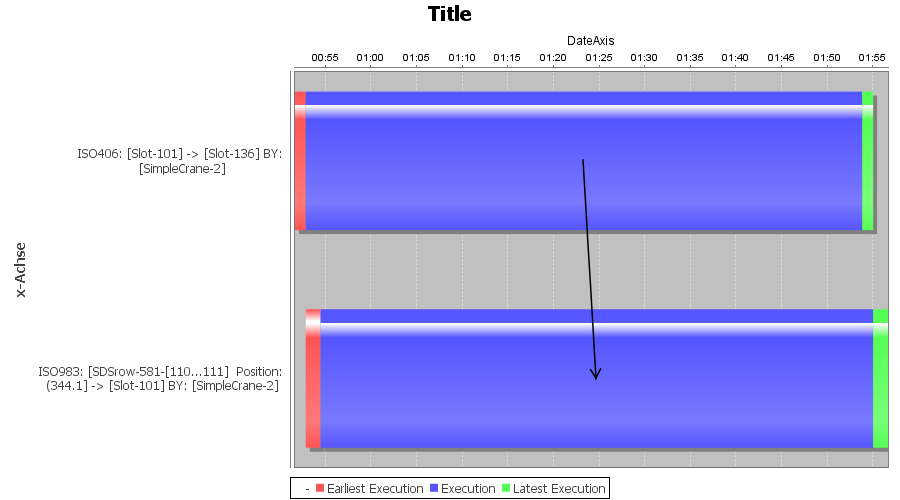 Title
DateAxis
00:55 01:00 01:05 01:10 01:15 01:20 01:25 01:30 01:35 01:40 01:45 01:50 01:55
ISO406: [Slot-101] -> [Slot-136] BY:
[SimpleCrane-2]
x-Achse
ISO983: [SDSrow-581-[110...111] Position:
(344.1] -> [Slot-101] BY: [SimpleCrane-2]
- Earliest Execution Execution Latest Execution